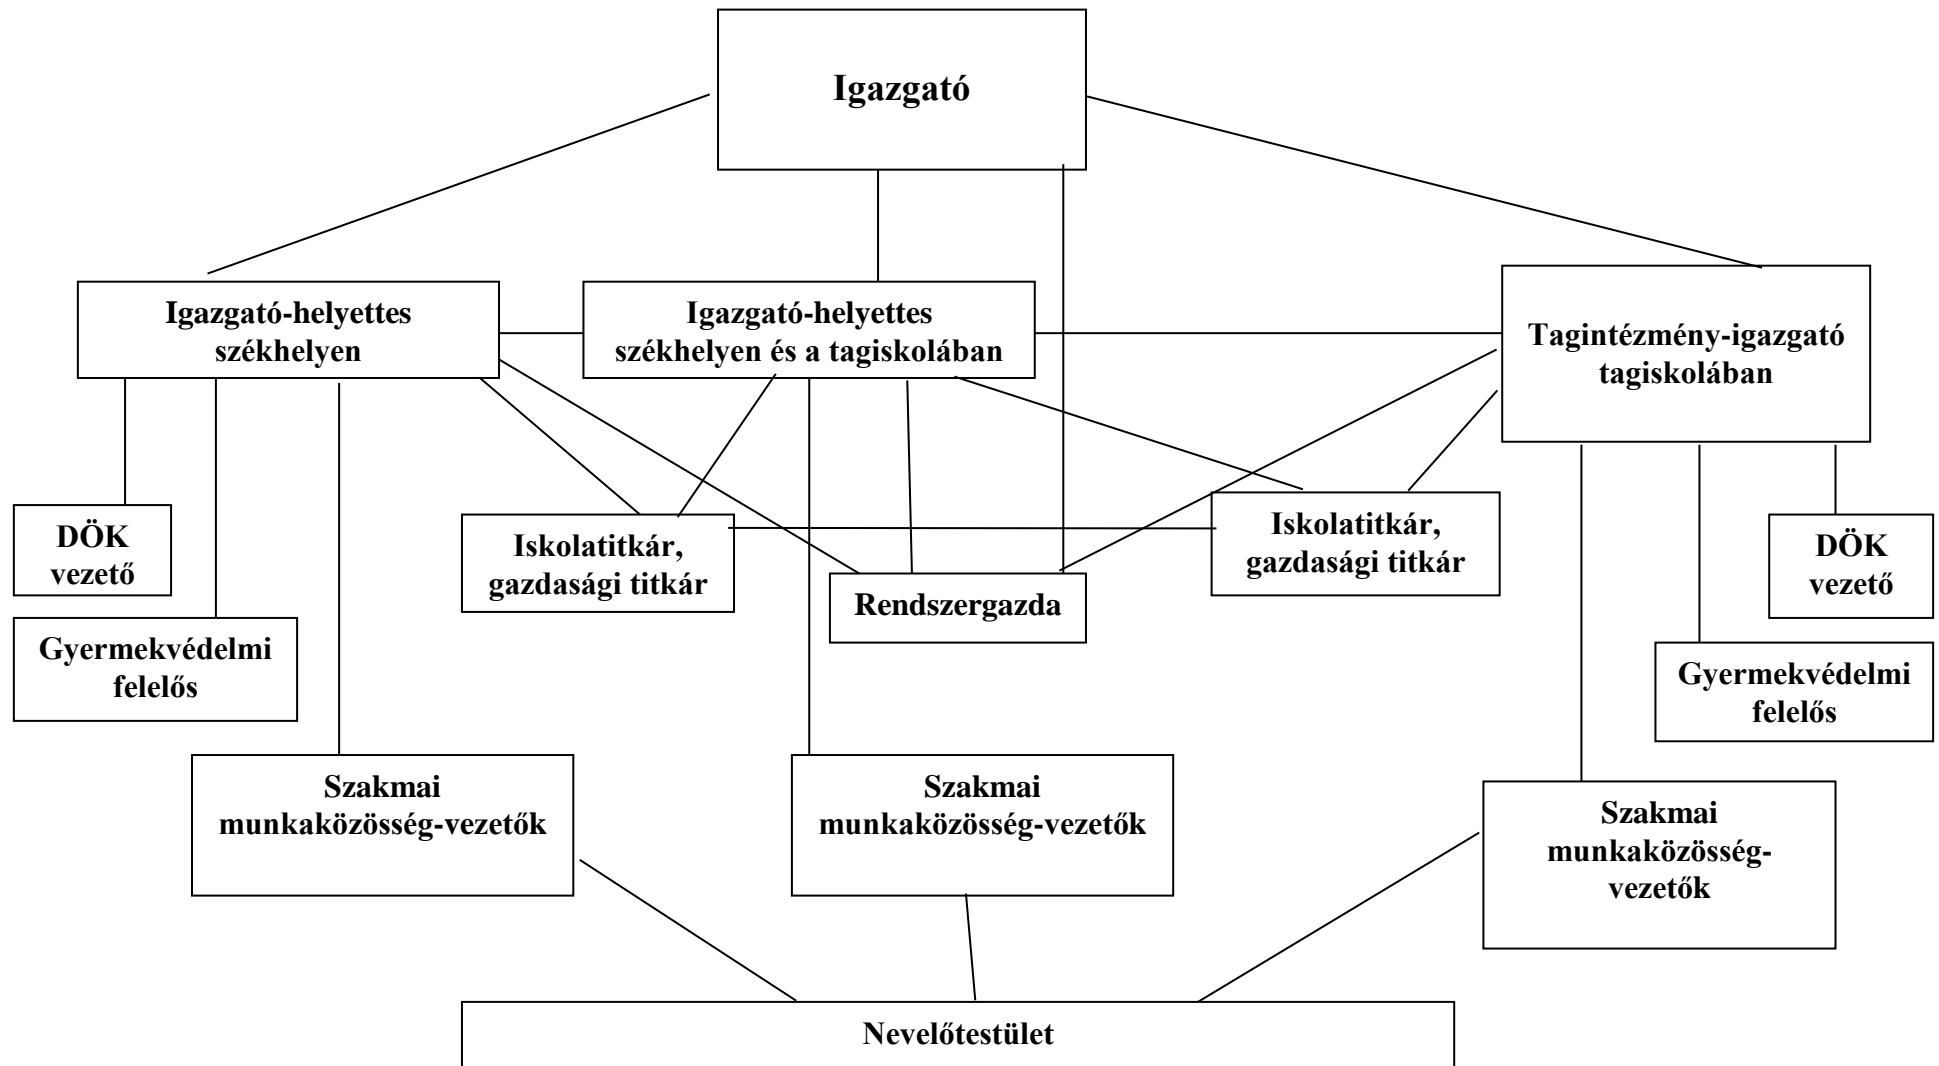 Igazgató
Igazgató-helyettes
székhelyen
Igazgató-helyettes
székhelyen és a tagiskolában
Tagintézmény-igazgató
tagiskolában
DÖK
vezető
Iskolatitkár,
gazdasági titkár
Rendszergazda
Iskolatitkár,
gazdasági titkár
DÖK
vezető
Gyermekvédelmi
felelős
Gyermekvédelmi
felelős
Szakmai
munkaközösség-vezetők
Szakmai
munkaközösség-vezetők
Szakmai
munkaközösség-
vezetők
Nevelőtestület